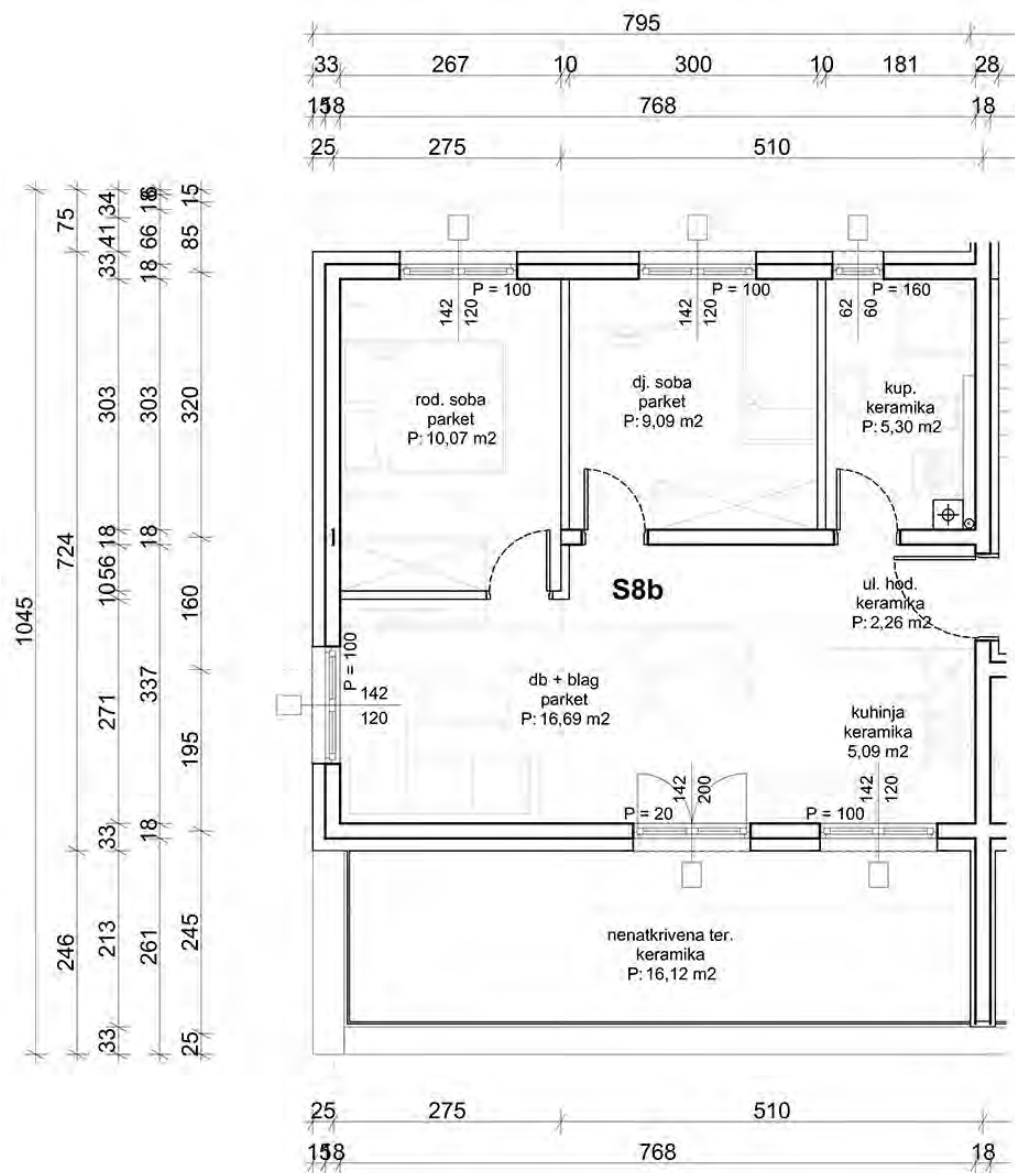 795
33 267 10 300 10 181 28
15 18 768 18
25 275 510
1045
75 724 246
34 41 33 303 18 56 10 271 33 213 33
18 66 18 303 18 337 18 261
15 85 320 160 195 245 25
P = 100
142
120
P = 100
142
120
P = 160
62
60
rod. soba
parket
P: 10,07 m2
dj. soba
parket
P: 9,09 m2
kup.
keramika
P: 5,30 m2
S8b
ul. hod.
keramika
P: 2,26 m2
P = 100
142
120
db + blag
parket
P: 16,69 m2
kuhinja
keramika
5,09 m2
P = 20
142
200
P = 100
142
120
nenatkrivena ter.
keramika
P: 16,12 m2
25 275 510
15 18 768 18